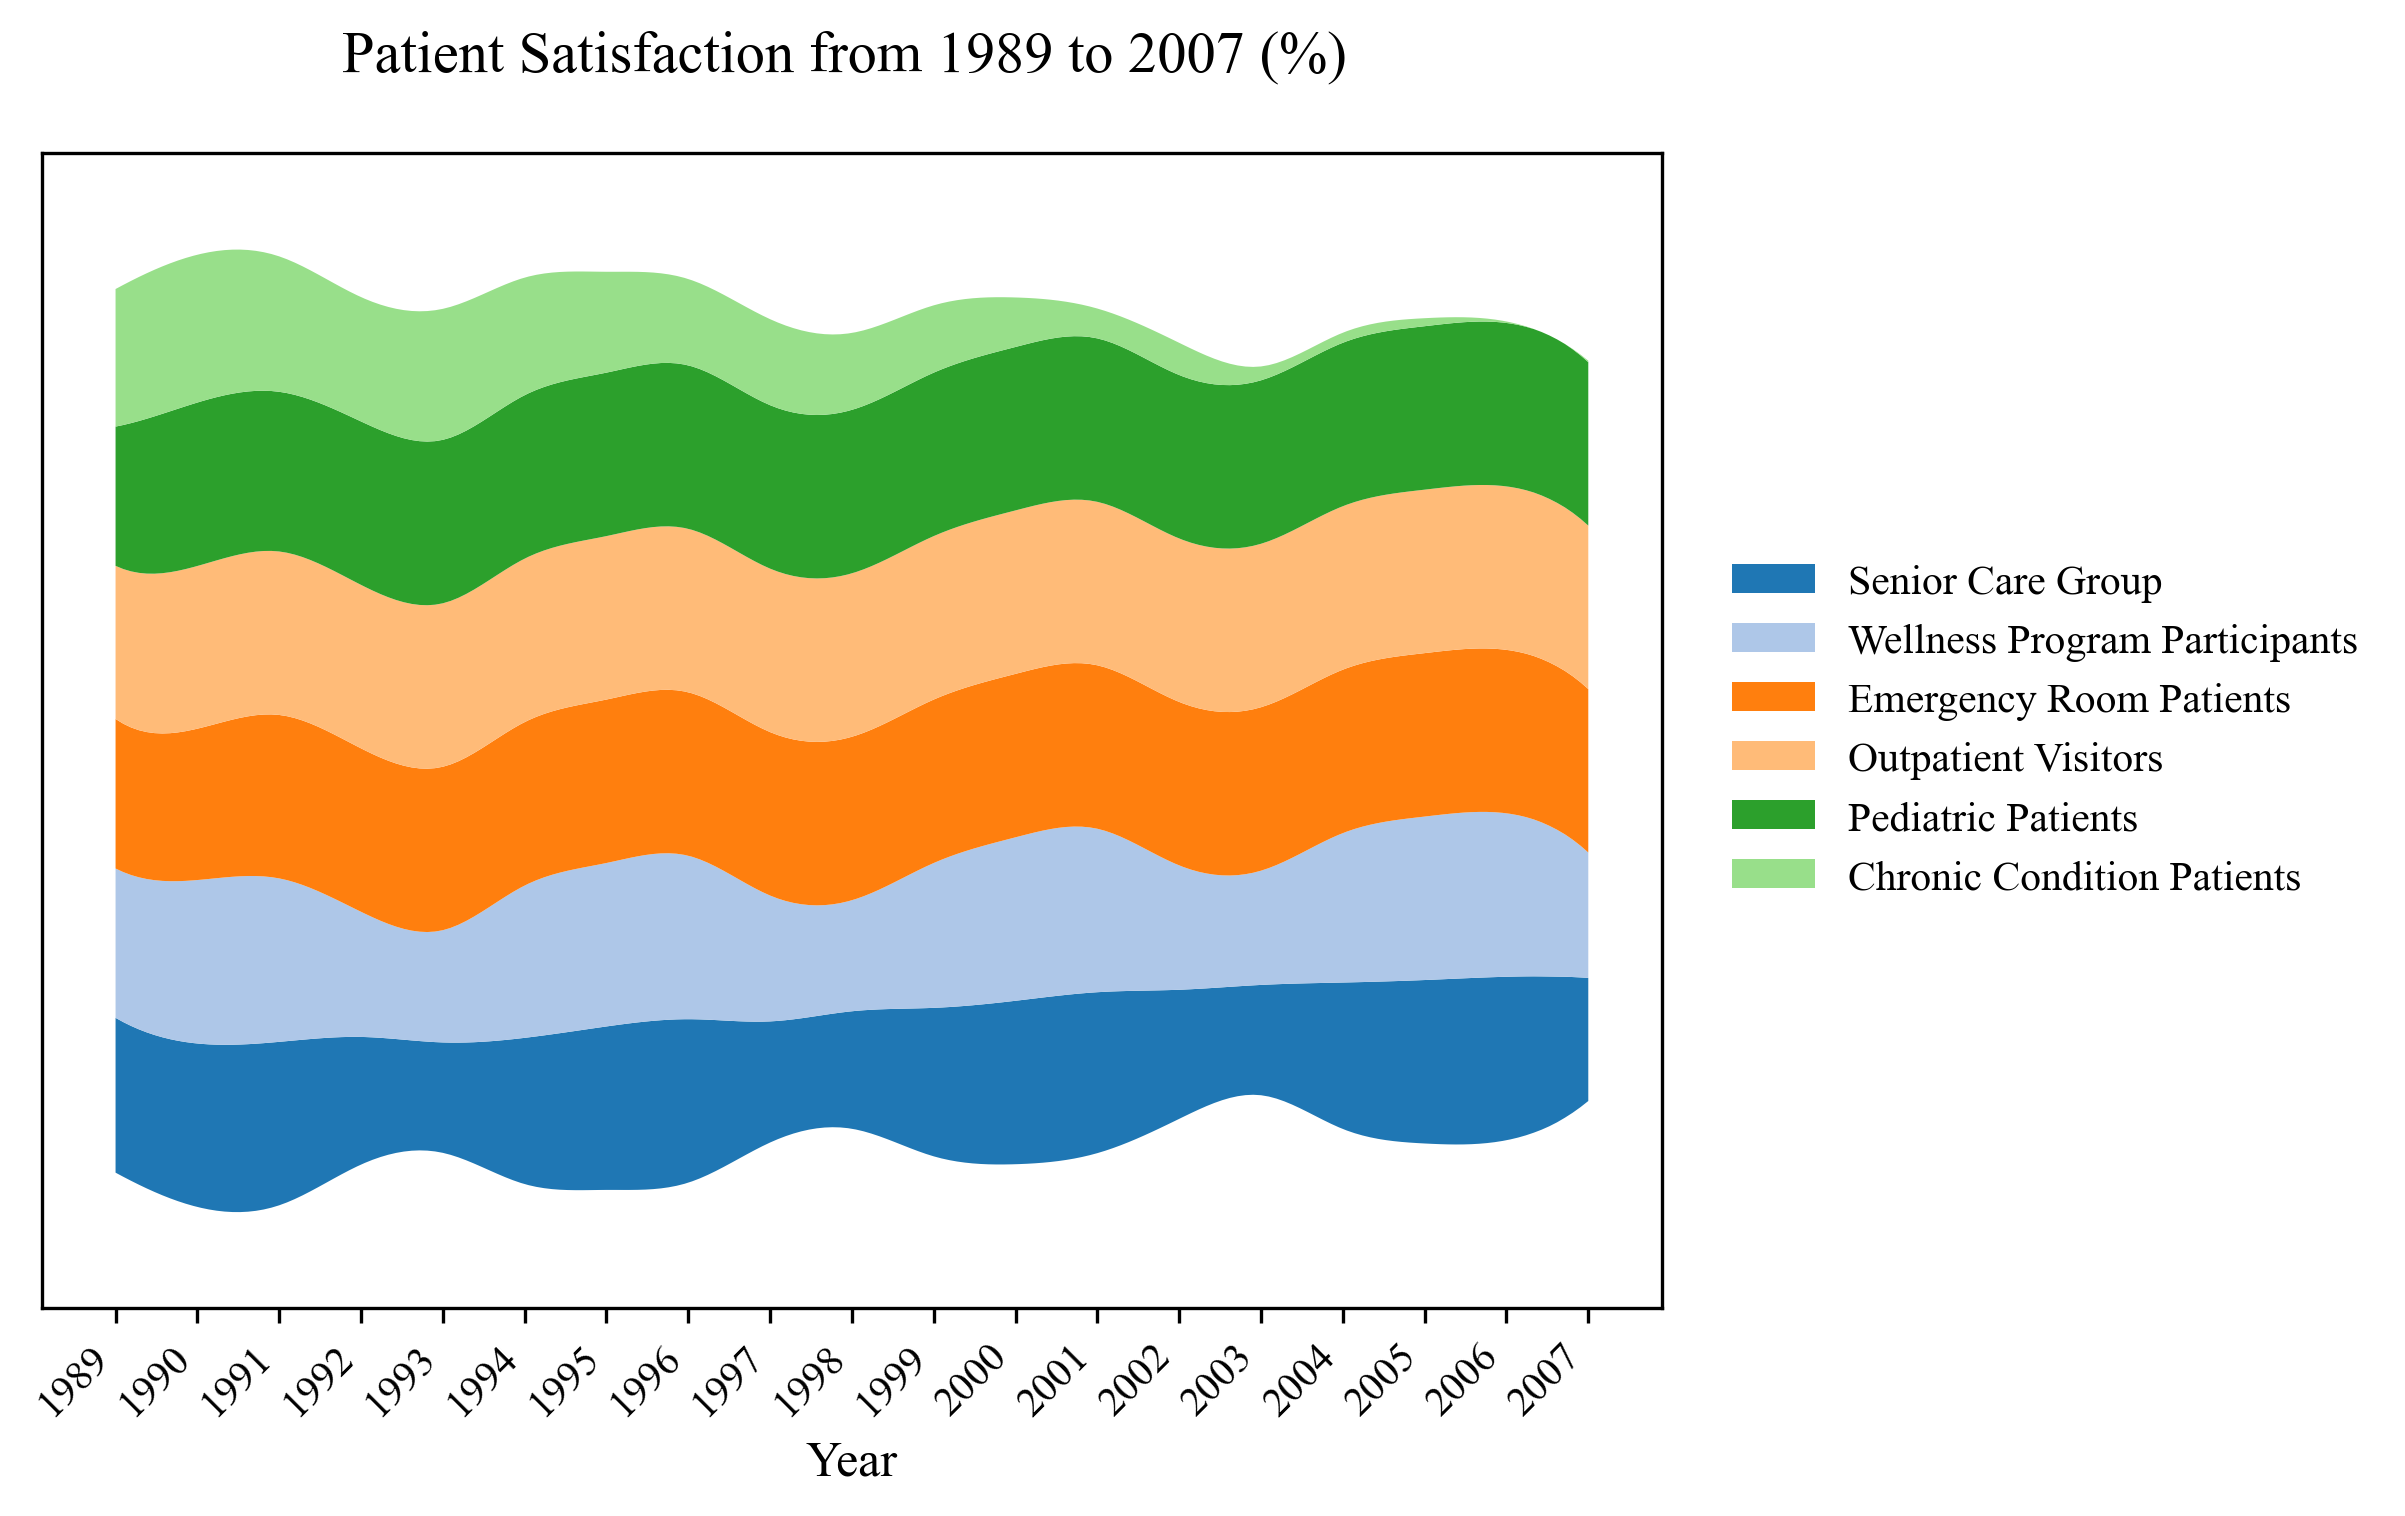 Patient Satisfaction from 1989 to 2007 (%)
Senior Care Group
Wellness Program Participants
Emergency Room Patients
Outpatient Visitors
Pediatric Patients
Chronic Condition Patients
1989
1990
1991
1992
1993
1994
1995
1996
1997
1998
1999
2000
2001
2002
2003
2004
2005
2006
2007
Year